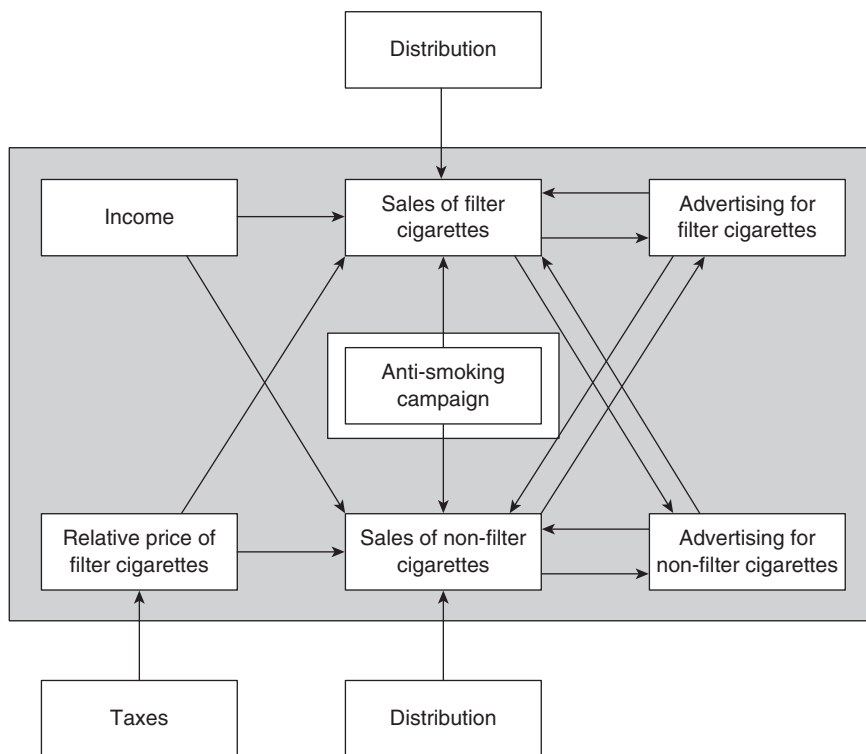 Distribution
Income
Sales of filter
cigarettes
Advertising for
filter cigarettes
Anti-smoking
campaign
Relative price of
filter cigarettes
Sales of non-filter
cigarettes
Advertising for
non-filter cigarettes
Taxes
Distribution